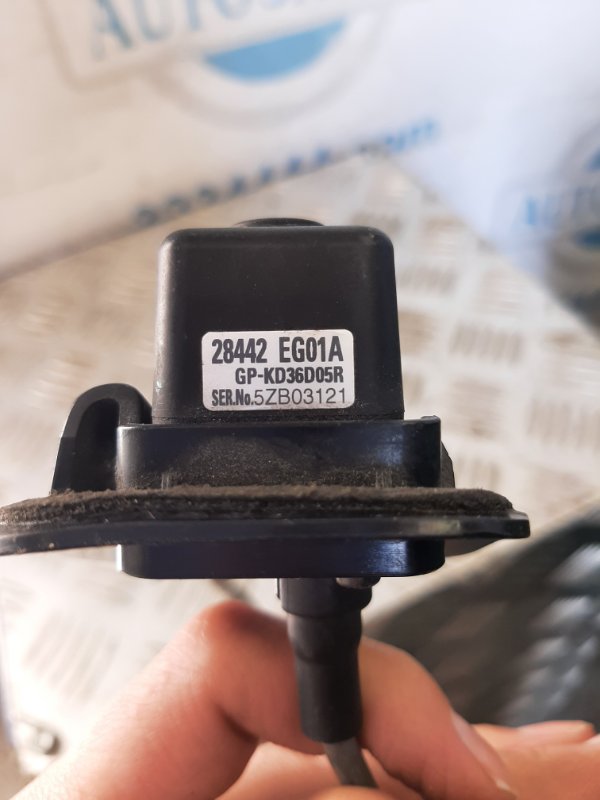 28442 EG01A
GP-KD36D05R
SER.No.5ZB03121